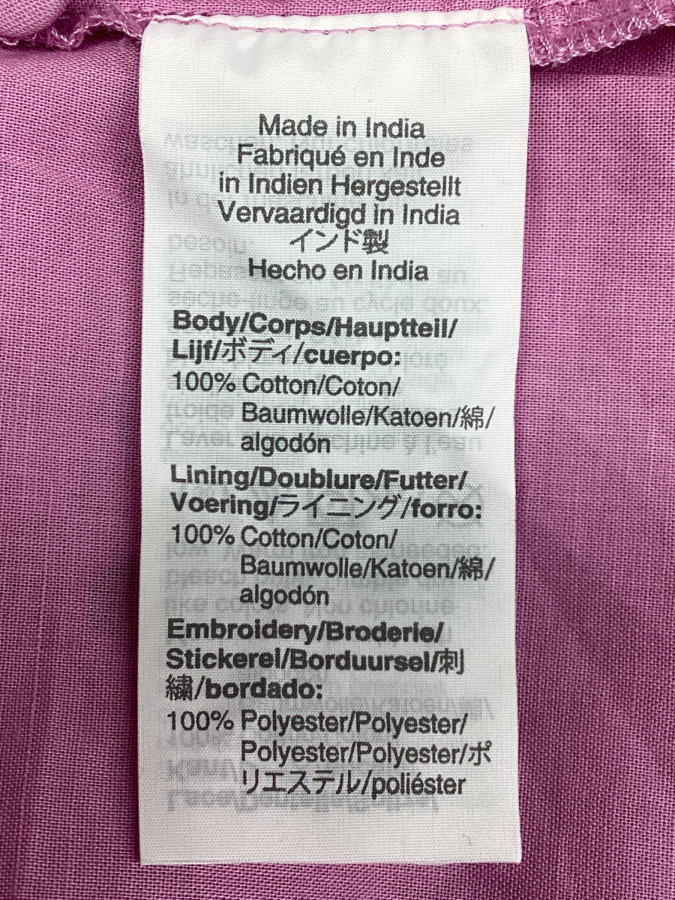 Made in India
Fabriqué en Inde
in Indien Hergestellt
Vervaardigd in India
インド製
Hecho en India
Body/Corps/Hauptteil/
Lijf/ボディ/cuerpo:
100% Cotton/Coton/
Baumwolle/Katoen/綿/
algodón
Lining/Doublure/Futter/
Voering/ライニング/forro:
100% Cotton/Coton/
Baumwolle/Katoen/綿/
algodón
Embroidery/Broderie/
Stickerei/Borduursel/刺
繍/bordado:
100% Polyester/Polyester/
Polyester/Polyester/ポ
リエステル/poliéster